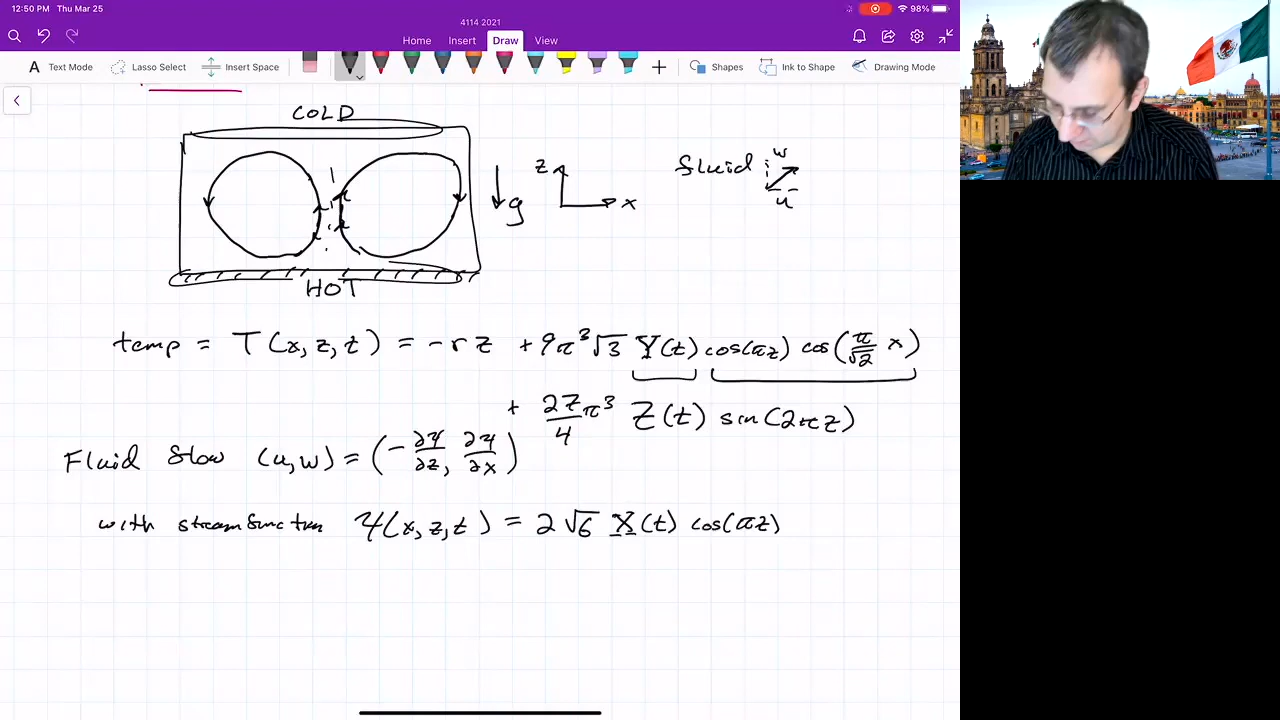 12:50 PM Thu Mar 25
98%
4114 2021
Home Insert Draw View
Text Mode Lasso Select Insert Space Shapes Ink to Shape Drawing Mode
COLD
z
x
g
fluid
w
u
HOT
temp = T(x, z, t) = -rz + 9π³√3 Y(t) cos(πz) cos(π/√2 x)
+ 27/4 π³ Z(t) sin(2πz)
Fluid flow (u,w) = (-∂Ψ/∂z, ∂Ψ/∂x)
with streamfunction Ψ(x, z, t) = 2√6 X(t) cos(πz)